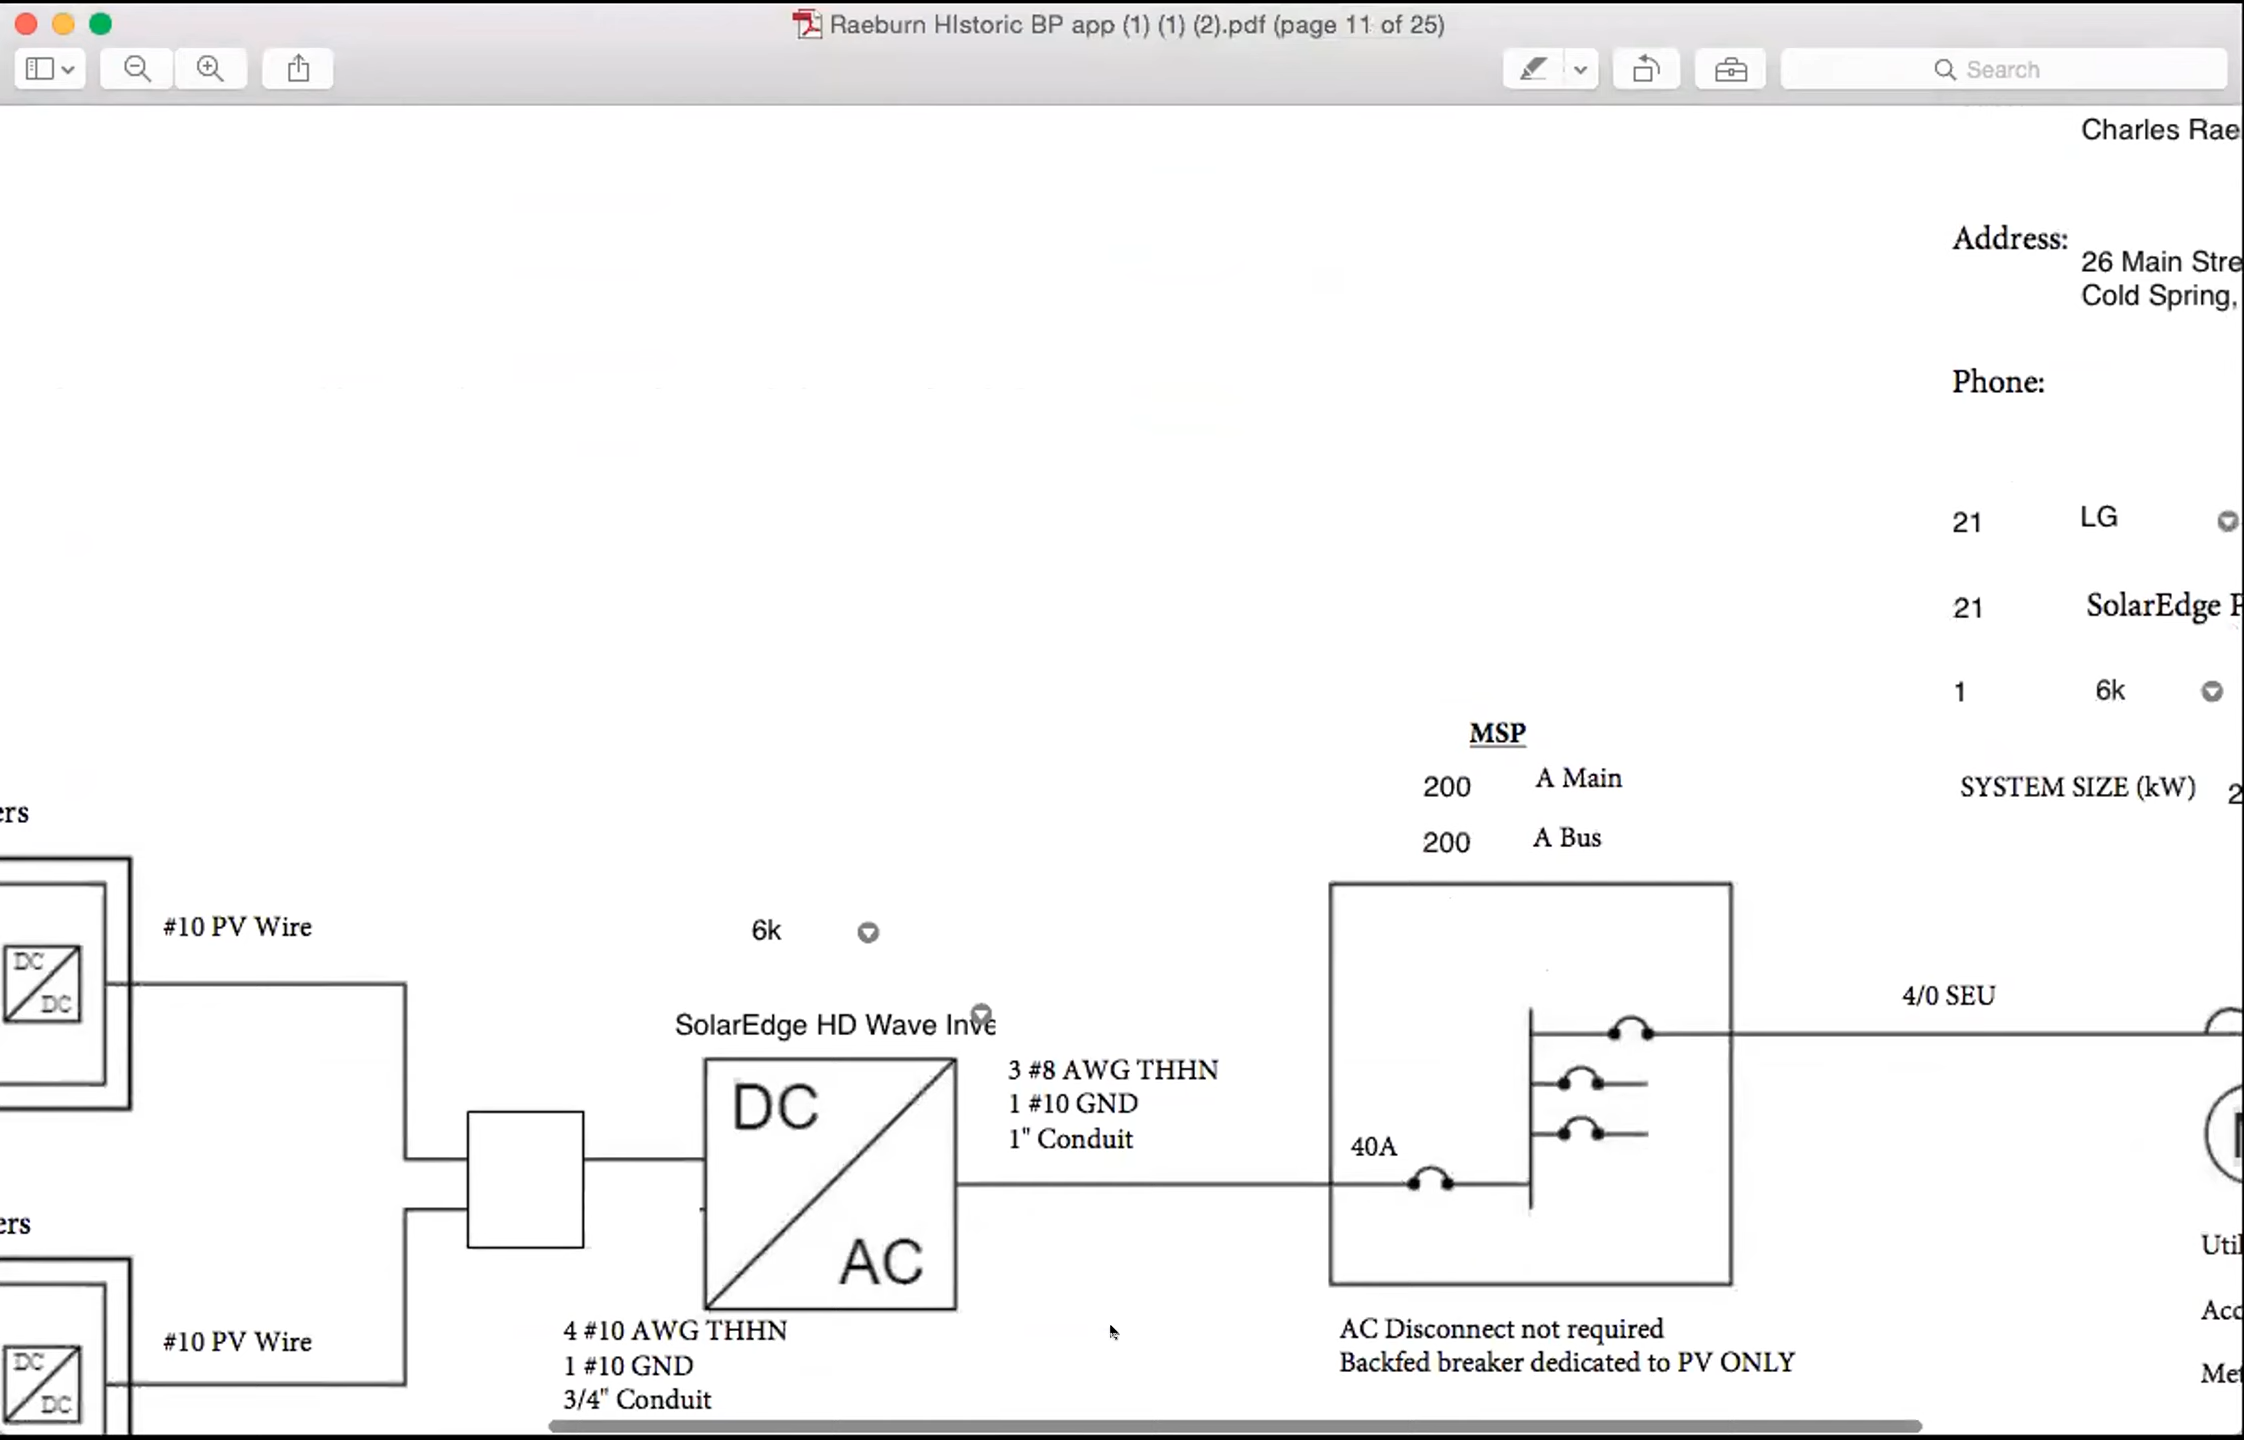 Raeburn HIstoric BP app (1) (1) (2).pdf (page 11 of 25)
Search
Charles Rae
Address:
26 Main Stre
Cold Spring,
Phone:
21 LG
21 SolarEdge
1 6k
SYSTEM SIZE (kW) 2
MSP
200 A Main
200 A Bus
ers
#10 PV Wire
DC
DC
6k
SolarEdge HD Wave Inve
DC
AC
3 #8 AWG THHN
1 #10 GND
1" Conduit
40A
4/0 SEU
ers
#10 PV Wire
DC
DC
4 #10 AWG THHN
1 #10 GND
3/4" Conduit
AC Disconnect not required
Backfed breaker dedicated to PV ONLY
Util
Acc
Met